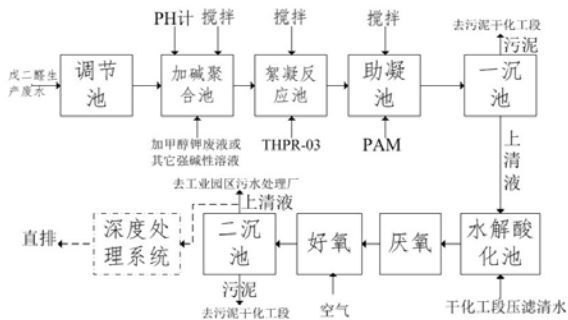 PH计
搅拌
搅拌
搅拌
去污泥干化工段
污泥
戊二醛生
产废水
调节
池
加碱聚
合池
絮凝反
应池
助凝
池
一沉
池
加甲醇钾废液或
其它强碱性溶液
THPR-03
PAM
上
清
液
去工业园区污水处理厂
上清液
直排
深度处
理系统
二沉
池
好氧
厌氧
水解酸
化池
污泥
去污泥干化工段
空气
干化工段压滤清水